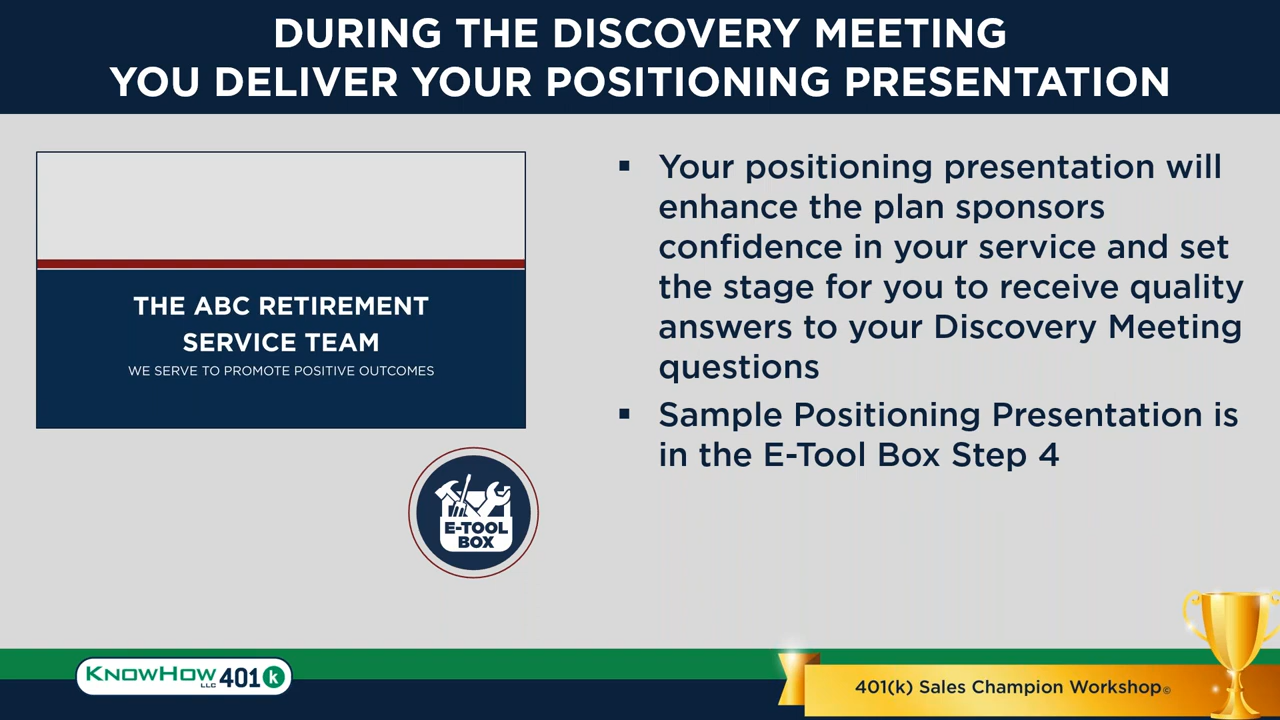 DURING THE DISCOVERY MEETING
YOU DELIVER YOUR POSITIONING PRESENTATION
THE ABC RETIREMENT
SERVICE TEAM
WE SERVE TO PROMOTE POSITIVE OUTCOMES
E-TOOL
BOX
▪ Your positioning presentation will
enhance the plan sponsors
confidence in your service and set
the stage for you to receive quality
answers to your Discovery Meeting
questions
▪ Sample Positioning Presentation is
in the E-Tool Box Step 4
KNOWHOW LLC 401 k
401(k) Sales Champion Workshop©